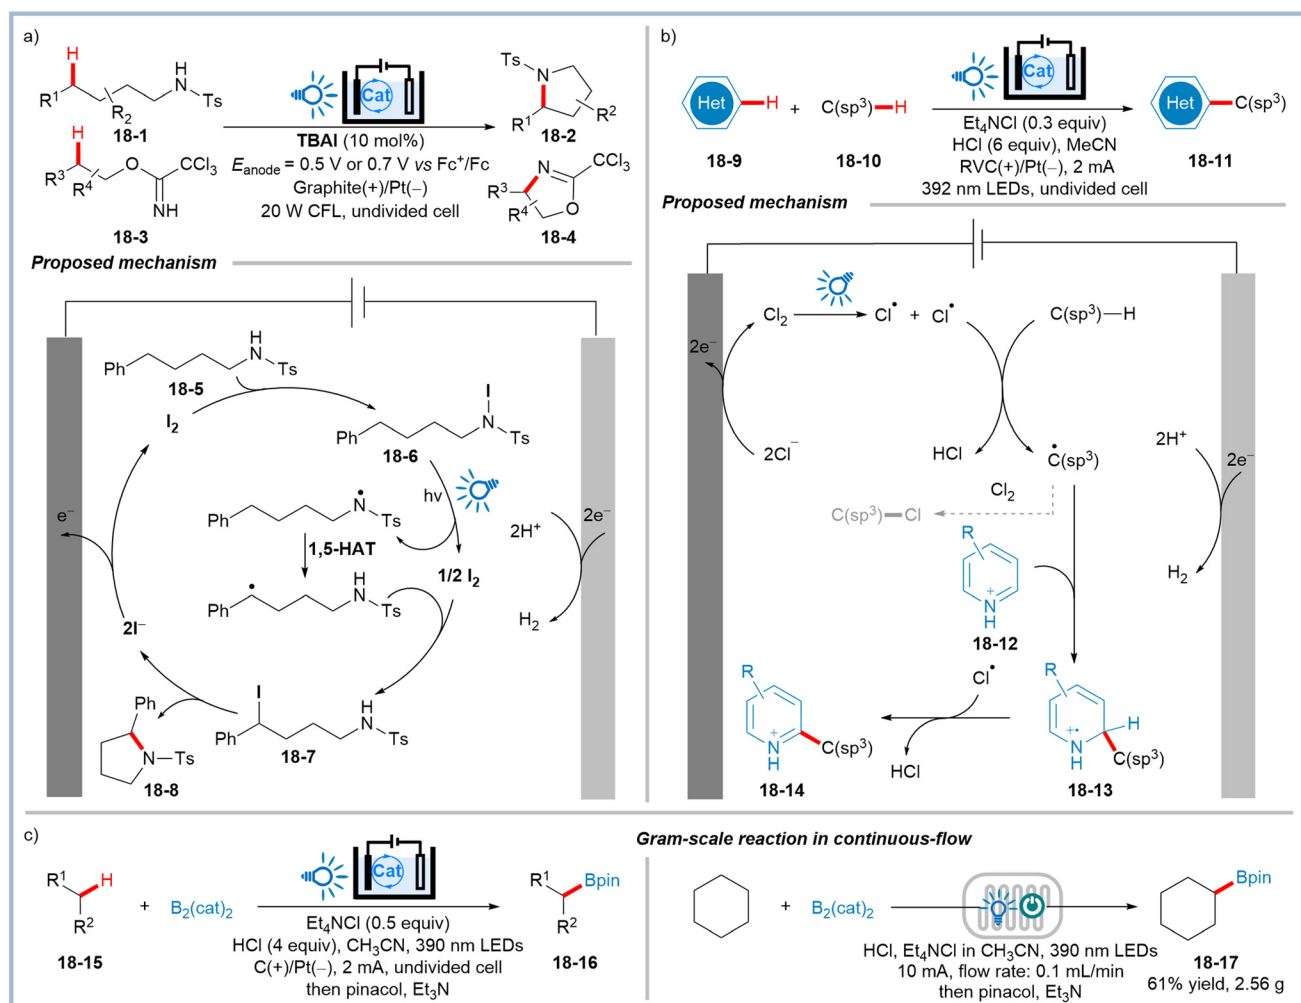 a)
H
H
N
R¹
R₂
Ts
18-1
R³
R⁴
O
CCl₃
NH
18-3
Cat
TBAI (10 mol%)
E_anode = 0.5 V or 0.7 V vs Fc⁺/Fc
Graphite(+)/Pt(−)
20 W CFL, undivided cell
Ts
N
R¹
R²
18-2
N
CCl₃
R³
R⁴
O
18-4
Proposed mechanism
H
N
Ph
Ts
18-5
I₂
I
N
Ph
Ts
18-6
hν
Ph
N
Ts
1,5-HAT
1/2 I₂
H
N
Ph
Ts
e⁻
2H⁺
2e⁻
H₂
2I⁻
I
H
N
Ph
Ts
18-7
Ph
N
Ts
18-8
b)
Het
H
+
C(sp³)
H
18-9
18-10
Cat
Et₄NCl (0.3 equiv)
HCl (6 equiv), MeCN
RVC(+)/Pt(−), 2 mA
392 nm LEDs, undivided cell
Het
C(sp³)
18-11
Proposed mechanism
Cl₂
Cl•
+
Cl•
C(sp³)—H
2e⁻
2Cl⁻
HCl
Ċ(sp³)
2H⁺
2e⁻
H₂
Cl₂
C(sp³)
Cl
R
+
N
H
18-12
Cl•
HCl
R
+
N
H
C(sp³)
18-14
R
H
+•
N
H
C(sp³)
18-13
c)
R¹
H
R²
18-15
+
B₂(cat)₂
Cat
Et₄NCl (0.5 equiv)
HCl (4 equiv), CH₃CN, 390 nm LEDs
C(+)/Pt(−), 2 mA, undivided cell
then pinacol, Et₃N
R¹
Bpin
R²
18-16
Gram-scale reaction in continuous-flow
+
B₂(cat)₂
HCl, Et₄NCl in CH₃CN, 390 nm LEDs
10 mA, flow rate: 0.1 mL/min
then pinacol, Et₃N
Bpin
18-17
61% yield, 2.56 g